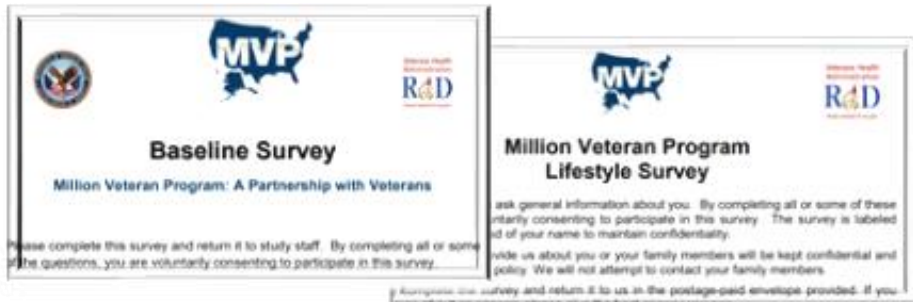 MVP
R&D
Baseline Survey
Million Veteran Program: A Partnership with Veterans
Please complete this survey and return it to study staff. By completing all or some
of the questions, you are voluntarily consenting to participate in this survey.
MVP
R&D
Million Veteran Program
Lifestyle Survey
ask general information about you. By completing all or some of these
consenting to participate in this survey. The survey is labeled
of your name to maintain confidentiality.
us about you or your family members will be kept confidential and
policy. We will not attempt to contact your family members.
survey and return it to us in the postage-paid envelope provided. If you